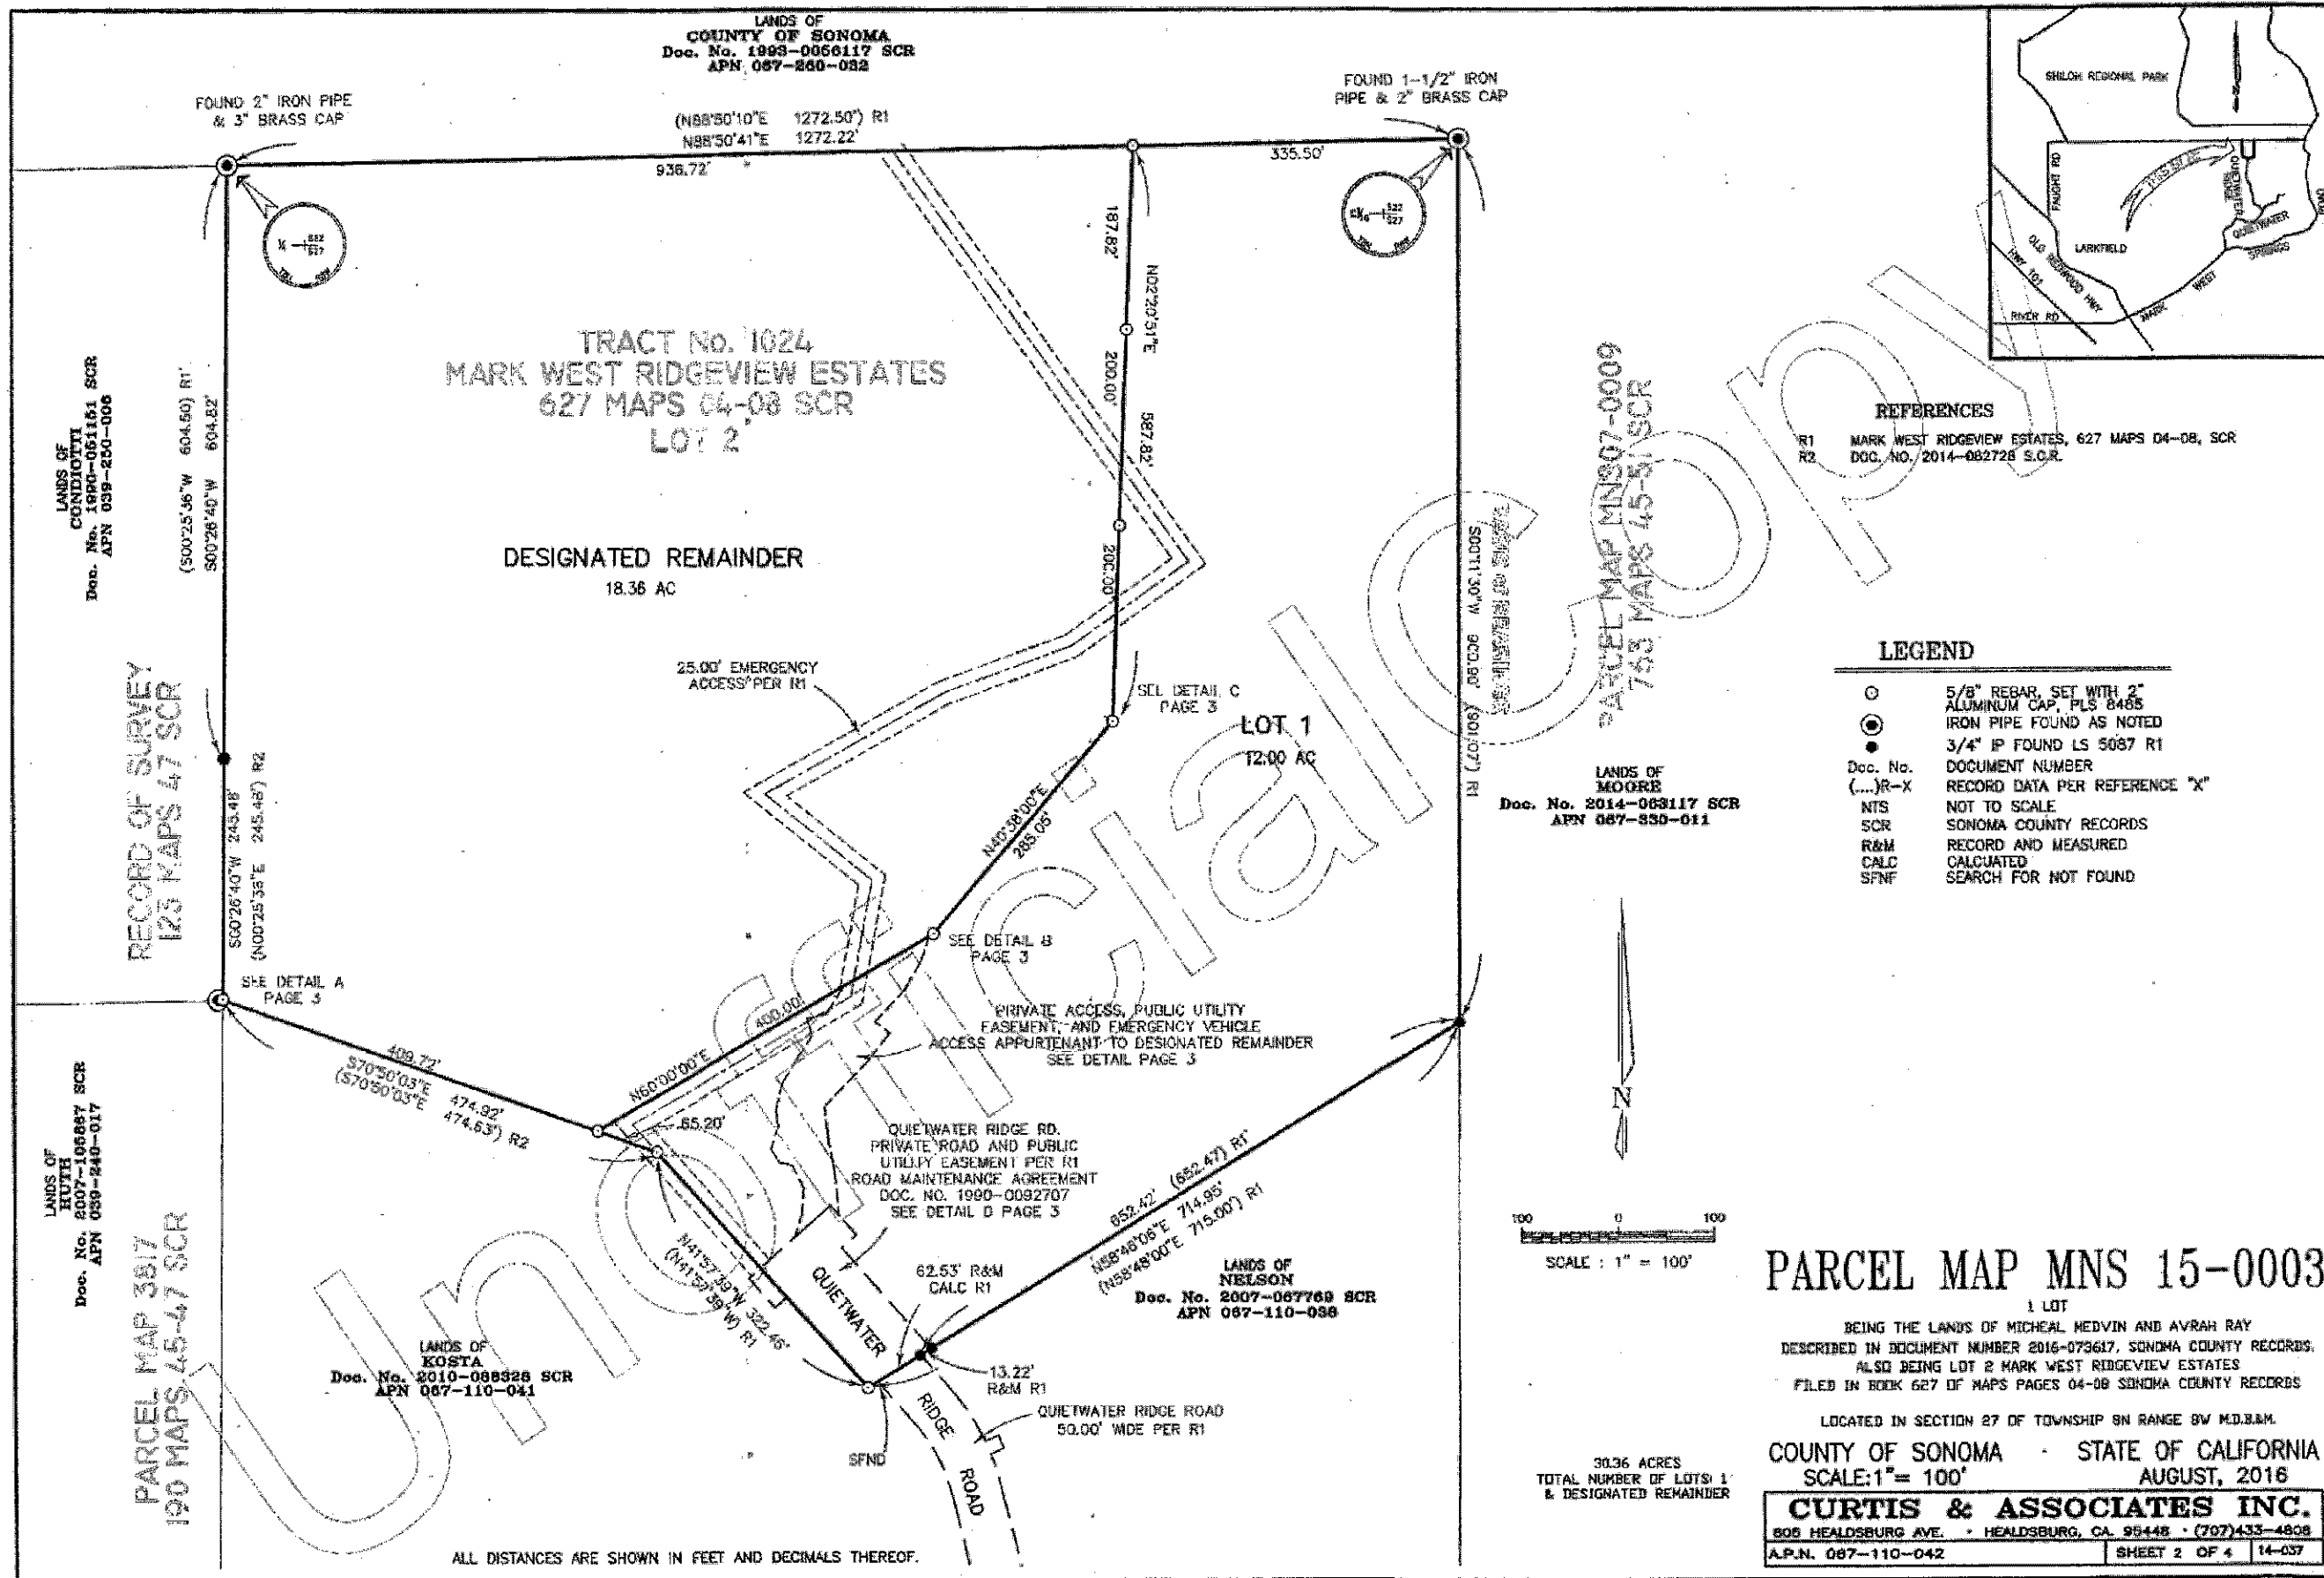 LANDS OF
COUNTY OF SONOMA
Doc. No. 1993-0056117 SCR
APN 067-260-032
FOUND 2" IRON PIPE
& 3" BRASS CAP
(N88°50'10"E 1272.50') R1
N88°50'41"E 1272.22'
936.72'
335.50'
FOUND 1-1/2" IRON
PIPE & 2" BRASS CAP
SHILOH REGIONAL PARK
FAUGHT RD
THIS SITE
QUIETWATER
RIDGE
LARKFIELD
QUIETWATER
SPRINGS
OLD REDWOOD HWY
HWY 101
RIVER RD
MARK WEST
TRACT No. 1024
MARK WEST RIDGEVIEW ESTATES
627 MAPS 04-08 SCR
LOT 2
DESIGNATED REMAINDER
18.36 AC
187.82'
N02°20'51"E
200.00'
587.82'
200.00'
LANDS OF
CONDIOTTI
Doc. No. 1990-051151 SCR
APN 039-250-006
(S00°25'36"W 604.50) R1'
S00°26'40"W 604.82'
RECORD OF SURVEY
123 MAPS 47 SCR
S00°26'40"W 245.48'
(N00°25'36"E 245.48') R2
25.00' EMERGENCY
ACCESS PER R1
SEE DETAIL C
PAGE 3
LOT 1
12.00 AC
S00°11'30"W 900.90' (901.07') R1
PARCEL MAP MNS07-0009
763 MAPS 45-51 SCR
LANDS OF
MOORE
Doc. No. 2014-063117 SCR
APN 067-330-011
REFERENCES
R1 MARK WEST RIDGEVIEW ESTATES, 627 MAPS 04-08, SCR
R2 DOC. NO. 2014-082728 S.C.R.
LEGEND
5/8" REBAR, SET WITH 2"
ALUMINUM CAP, PLS 8485
IRON PIPE FOUND AS NOTED
3/4" IP FOUND LS 5087 R1
Doc. No. DOCUMENT NUMBER
(....)R-X RECORD DATA PER REFERENCE "X"
NTS NOT TO SCALE
SCR SONOMA COUNTY RECORDS
R&M RECORD AND MEASURED
CALC CALCUATED
SFNF SEARCH FOR NOT FOUND
N40°38'00"E
285.05'
SEE DETAIL B
PAGE 3
SEE DETAIL A
PAGE 3
409.72'
S70°50'03"E 474.92'
(S70°50'03"E 474.63') R2
N60°00'00"E
400.00'
65.20'
PRIVATE ACCESS, PUBLIC UTILITY
EASEMENT, AND EMERGENCY VEHICLE
ACCESS APPURTENANT TO DESIGNATED REMAINDER
SEE DETAIL PAGE 3
QUIETWATER RIDGE RD.
PRIVATE ROAD AND PUBLIC
UTILITY EASEMENT PER R1
ROAD MAINTENANCE AGREEMENT
DOC. NO. 1990-0092707
SEE DETAIL D PAGE 3
LANDS OF
HUTH
Doc. No. 2007-105887 SCR
APN 039-240-017
PARCEL MAP 3817
190 MAPS 45-47 SCR
N41°57'39"W 322.46'
(N41°57'39"W) R1
LANDS OF
KOSTA
Doc. No. 2010-088328 SCR
APN 067-110-041
QUIETWATER
RIDGE
ROAD
62.53' R&M
CALC R1
13.22'
R&M R1
652.42' (652.47) R1'
N58°46'06"E 714.95'
(N58°48'00"E 715.00') R1
LANDS OF
NELSON
Doc. No. 2007-067769 SCR
APN 067-110-038
QUIETWATER RIDGE ROAD
50.00' WIDE PER R1
SFND
N
100 0 100
SCALE : 1" = 100'
PARCEL MAP MNS 15-0003
1 LOT
BEING THE LANDS OF MICHEAL MEDVIN AND AVRAH RAY
DESCRIBED IN DOCUMENT NUMBER 2016-073617, SONOMA COUNTY RECORDS.
ALSO BEING LOT 2 MARK WEST RIDGEVIEW ESTATES
FILED IN BOOK 627 OF MAPS PAGES 04-08 SONOMA COUNTY RECORDS
LOCATED IN SECTION 27 OF TOWNSHIP 8N RANGE 8W M.D.B.&M.
COUNTY OF SONOMA · STATE OF CALIFORNIA
SCALE:1"= 100' AUGUST, 2016
30.36 ACRES
TOTAL NUMBER OF LOTS: 1
& DESIGNATED REMAINDER
CURTIS & ASSOCIATES INC.
605 HEALDSBURG AVE. · HEALDSBURG, CA. 95448 · (707)433-4808
A.P.N. 067-110-042 SHEET 2 OF 4 14-037
ALL DISTANCES ARE SHOWN IN FEET AND DECIMALS THEREOF.
Unofficial Copy